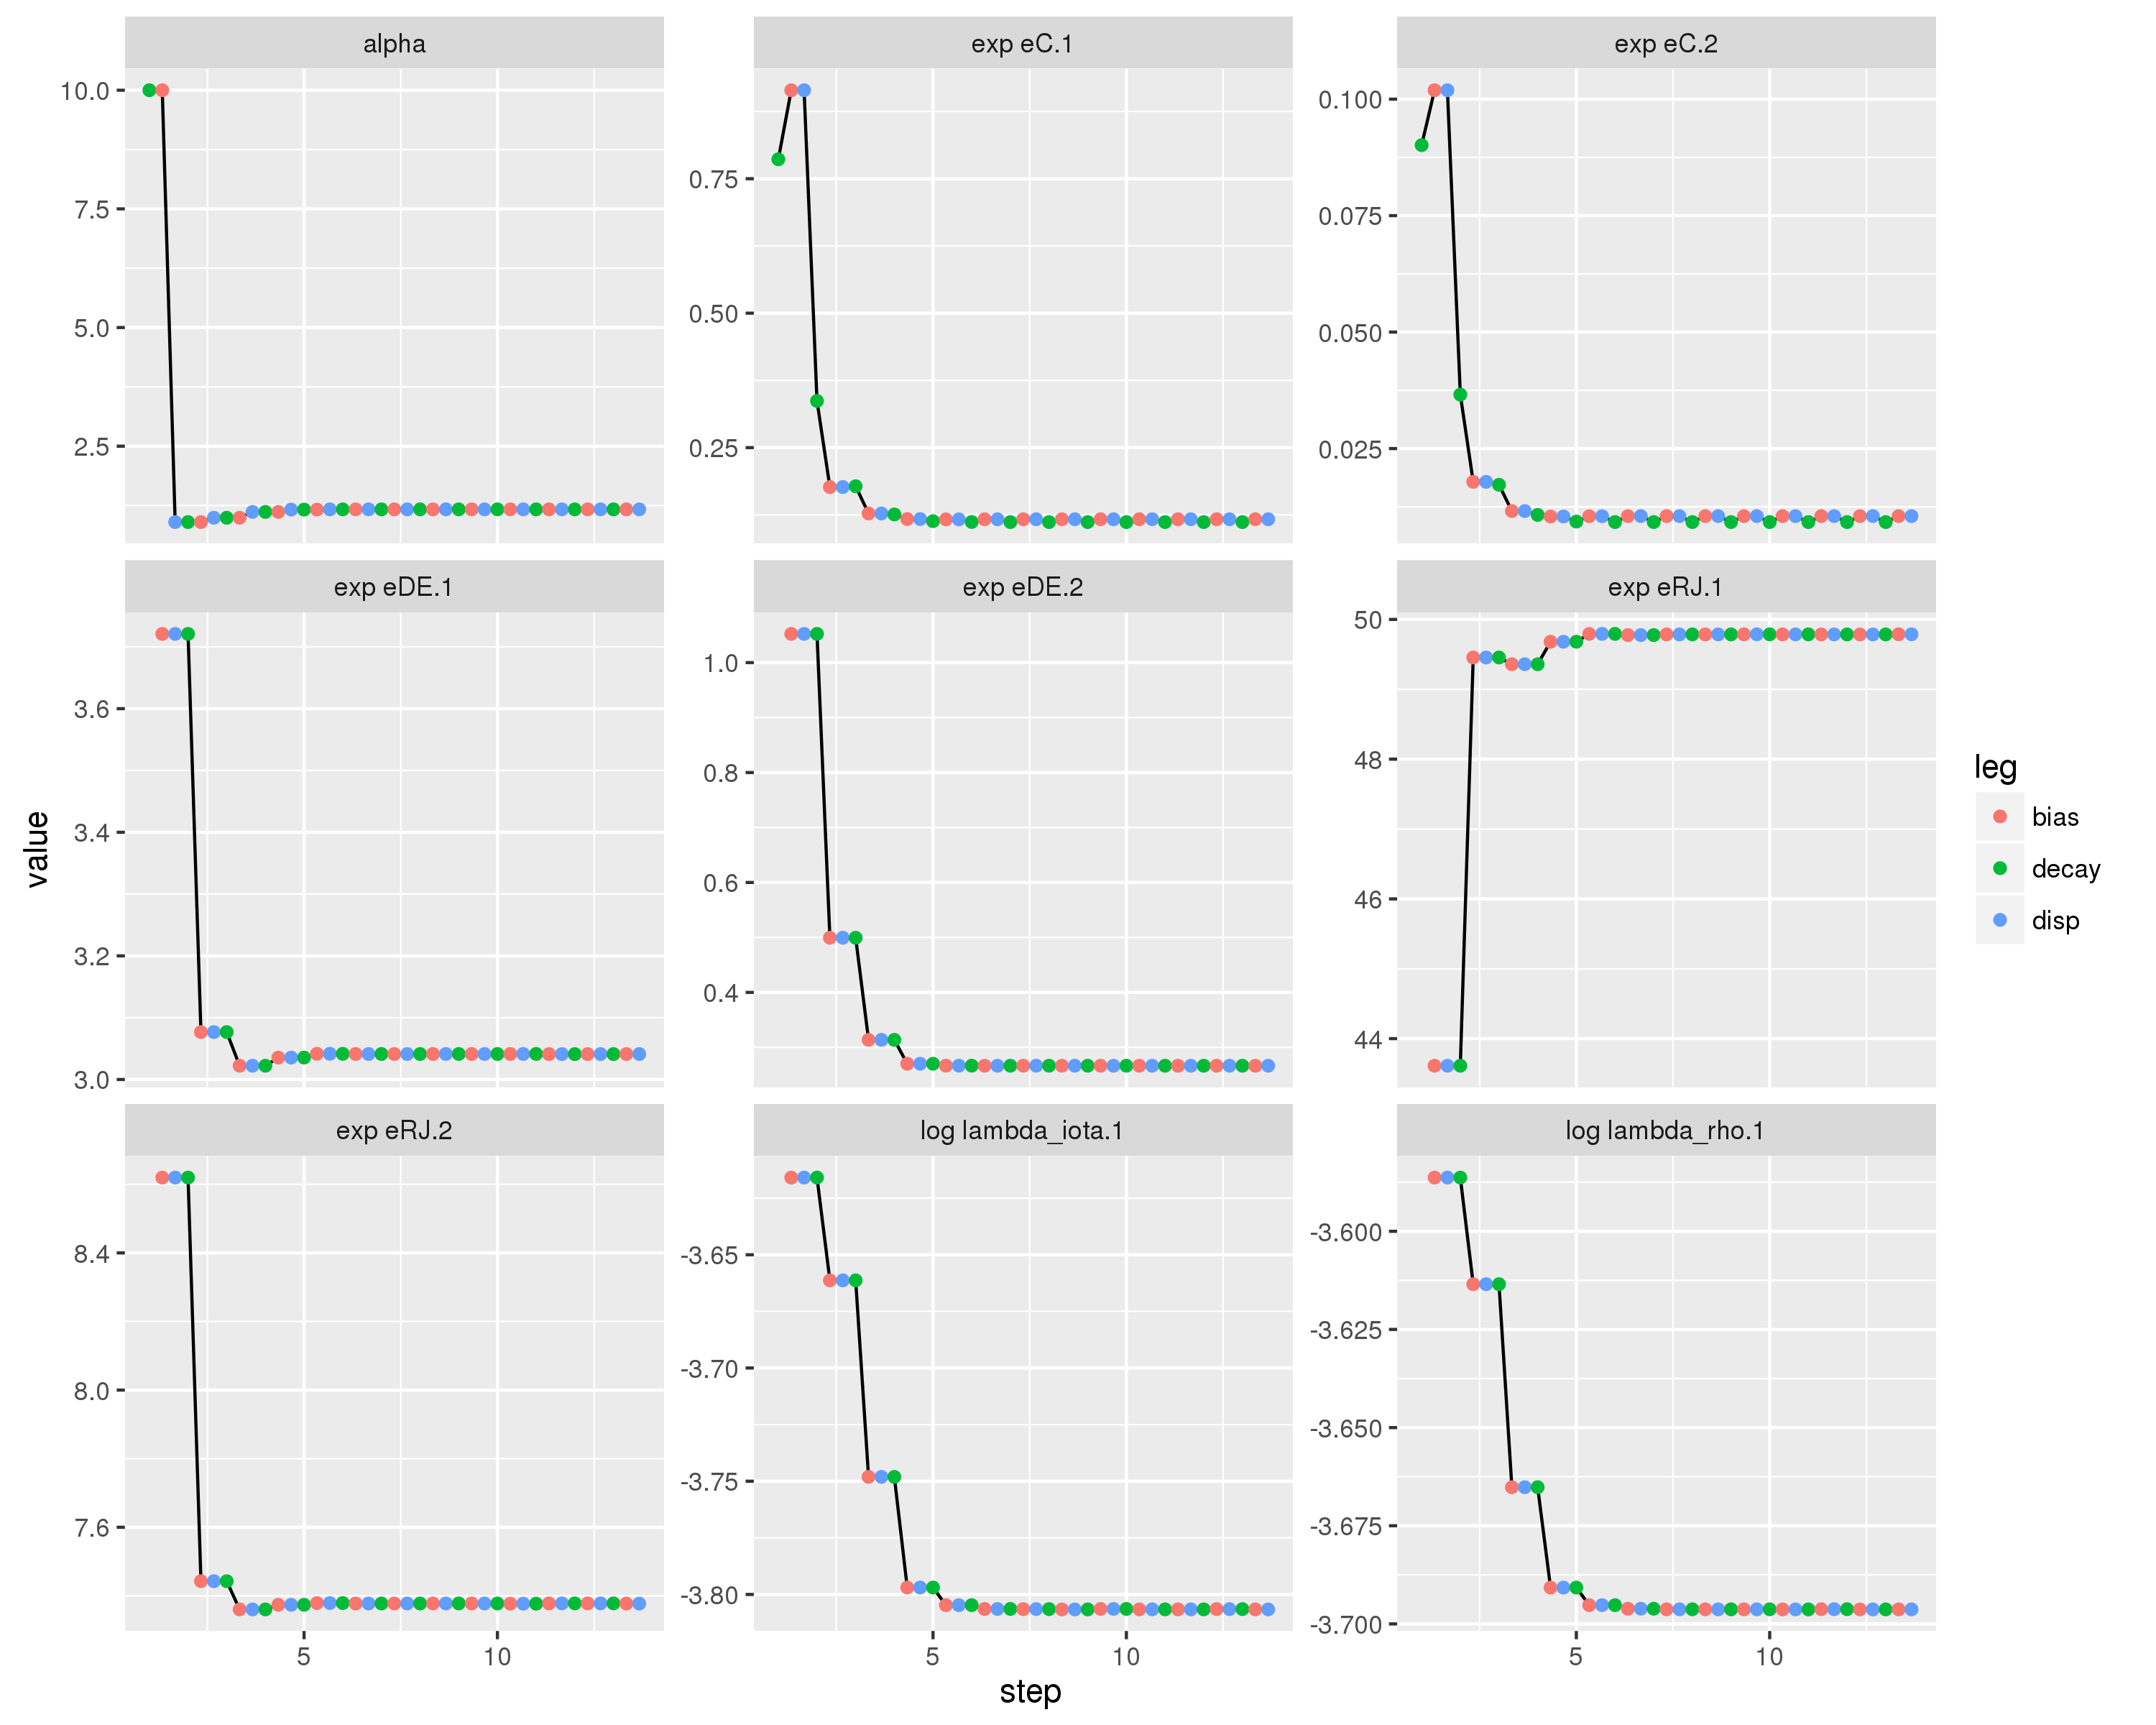 alpha
exp eC.1
exp eC.2
10.0
7.5
5.0
2.5
0.75
0.50
0.25
0.100
0.075
0.050
0.025
exp eDE.1
exp eDE.2
exp eRJ.1
3.6
3.4
3.2
3.0
1.0
0.8
0.6
0.4
50
48
46
44
exp eRJ.2
log lambda_iota.1
log lambda_rho.1
8.4
8.0
7.6
-3.65
-3.70
-3.75
-3.80
-3.600
-3.625
-3.650
-3.675
-3.700
5 10
5 10
5 10
step
value
leg
bias
decay
disp